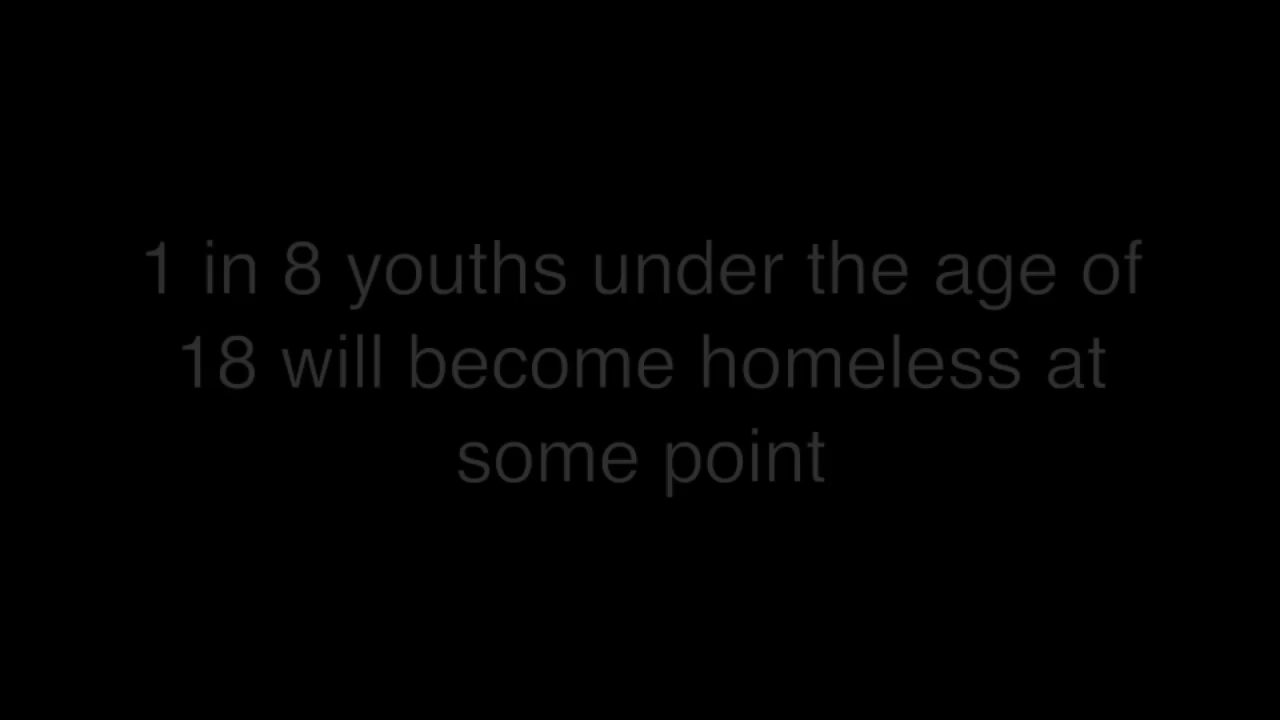 1 in 8 youths under the age of
18 will become homeless at
some point